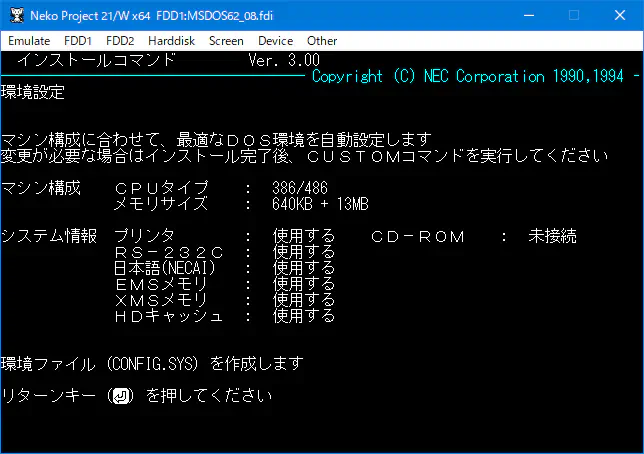 Neko Project 21/W x64  FDD1:MSDOS62_08.fdi
Emulate FDD1 FDD2 Harddisk Screen Device Other
インストールコマンド Ver. 3.00
Copyright (C) NEC Corporation 1990,1994
環境設定
マシン構成に合わせて、最適なＤＯＳ環境を自動設定します
変更が必要な場合はインストール完了後、ＣＵＳＴＯＭコマンドを実行してください
マシン構成 ＣＰＵタイプ ： 386/486
メモリサイズ ： 640KB + 13MB
システム情報 プリンタ ： 使用する ＣＤ－ＲＯＭ ： 未接続
ＲＳ－２３２Ｃ ： 使用する
日本語(NECAI) ： 使用する
ＥＭＳメモリ ： 使用する
ＸＭＳメモリ ： 使用する
ＨＤキャッシュ ： 使用する
環境ファイル (CONFIG.SYS) を作成します
リターンキー (↵) を押してください